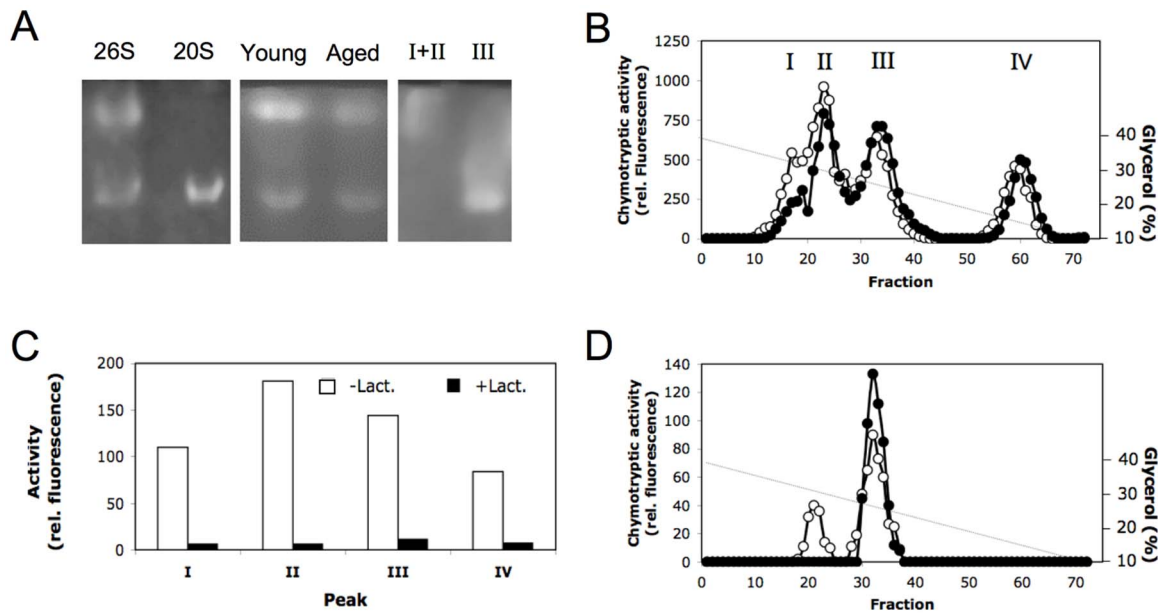 A
26S 20S Young Aged I+II III
B
I II III IV
Chymotryptic activity
(rel. Fluorescence)
1250
1000
750
500
250
0
40
30
20
10
Glycerol (%)
0 10 20 30 40 50 60 70
Fraction
C
-Lact. +Lact.
Activity
(rel. fluorescence)
200
150
100
50
0
I II III IV
Peak
D
Chymotryptic activity
(rel. fluorescence)
140
120
100
80
60
40
20
0
40
30
20
10
Glycerol (%)
0 10 20 30 40 50 60 70
Fraction